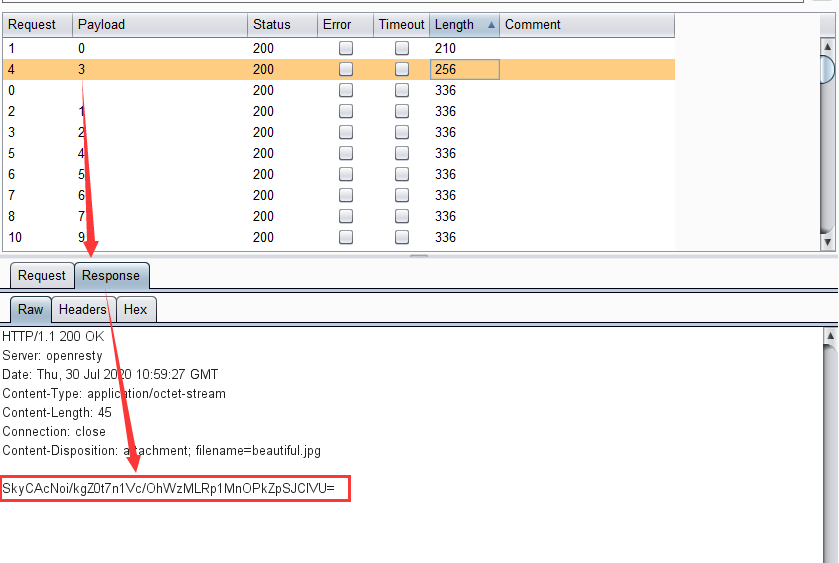 Request Payload Status Error Timeout Length Comment
1 0 200 210
4 3 200 256
0 200 336
2 1 200 336
3 2 200 336
5 4 200 336
6 5 200 336
7 6 200 336
8 7 200 336
10 9 200 336
Request Response
Raw Headers Hex
HTTP/1.1 200 OK
Server: openresty
Date: Thu, 30 Jul 2020 10:59:27 GMT
Content-Type: application/octet-stream
Content-Length: 45
Connection: close
Content-Disposition: attachment; filename=beautiful.jpg
SkyCAcNoi/kgZ0t7n1Vc/OhWzMLRp1MnOPkZpSJClVU=